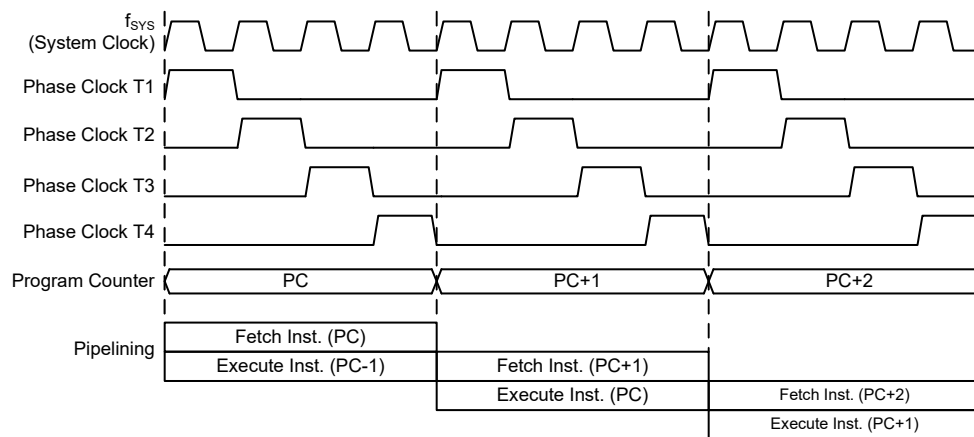 fSYS
(System Clock)
Phase Clock T1
Phase Clock T2
Phase Clock T3
Phase Clock T4
Program Counter PC PC+1 PC+2
Pipelining
Fetch Inst. (PC)
Execute Inst. (PC-1) Fetch Inst. (PC+1)
Execute Inst. (PC) Fetch Inst. (PC+2)
Execute Inst. (PC+1)